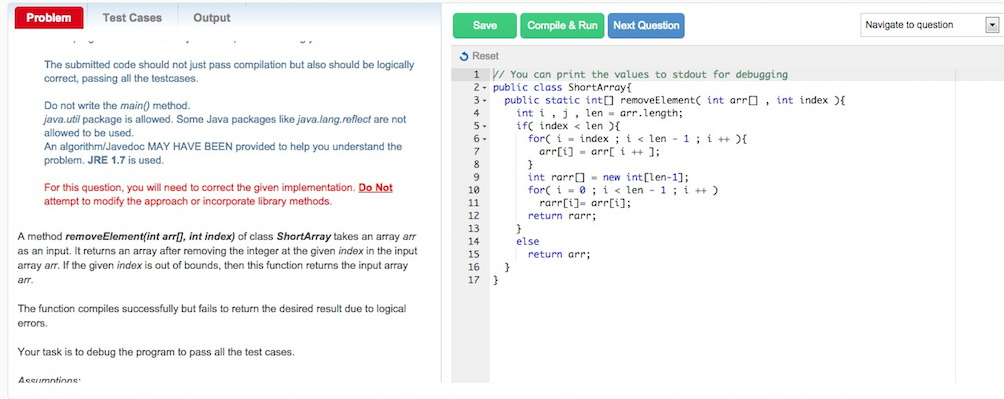 Problem
Test Cases
Output
The submitted code should not just pass compilation but also should be logically
correct, passing all the testcases.
Do not write the main() method.
java.util package is allowed. Some Java packages like java.lang.reflect are not
allowed to be used.
An algorithm/Javedoc MAY HAVE BEEN provided to help you understand the
problem. JRE 1.7 is used.
For this question, you will need to correct the given implementation. Do Not
attempt to modify the approach or incorporate library methods.
A method removeElement(int arr[], int index) of class ShortArray takes an array arr
as an input. It returns an array after removing the integer at the given index in the input
array arr. If the given index is out of bounds, then this function returns the input array
arr.
The function compiles successfully but fails to return the desired result due to logical
errors.
Your task is to debug the program to pass all the test cases.
Assumptions:
Save
Compile & Run
Next Question
Navigate to question
Reset
1 // You can print the values to stdout for debugging
2 public class ShortArray{
3 public static int[] removeElement( int arr[] , int index ){
4 int i , j , len = arr.length;
5 if( index < len ){
6 for( i = index ; i < len - 1 ; i ++ ){
7 arr[i] = arr[ i ++ ];
8 }
9 int rarr[] = new int[len-1];
10 for( i = 0 ; i < len - 1 ; i ++ )
11 rarr[i]= arr[i];
12 return rarr;
13 }
14 else
15 return arr;
16 }
17 }